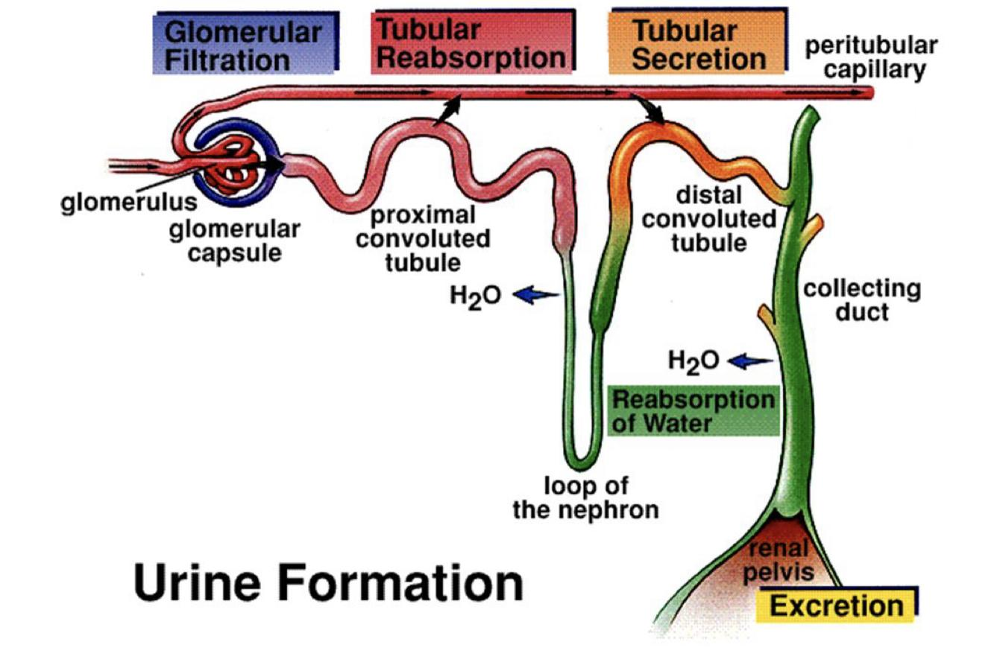 Glomerular
Filtration
Tubular
Reabsorption
Tubular
Secretion
peritubular
capillary
glomerulus
glomerular
capsule
proximal
convoluted
tubule
distal
convoluted
tubule
H₂O
collecting
duct
H₂O
Reabsorption
of Water
loop of
the nephron
renal
pelvis
Urine Formation
Excretion